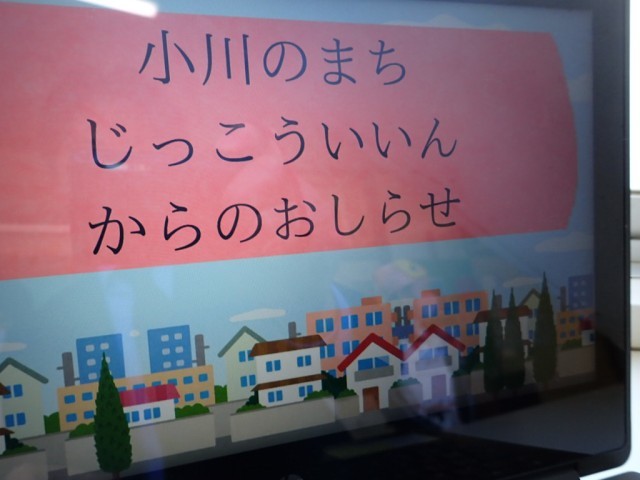 小川のまち
じっこういいん
からのおしらせ